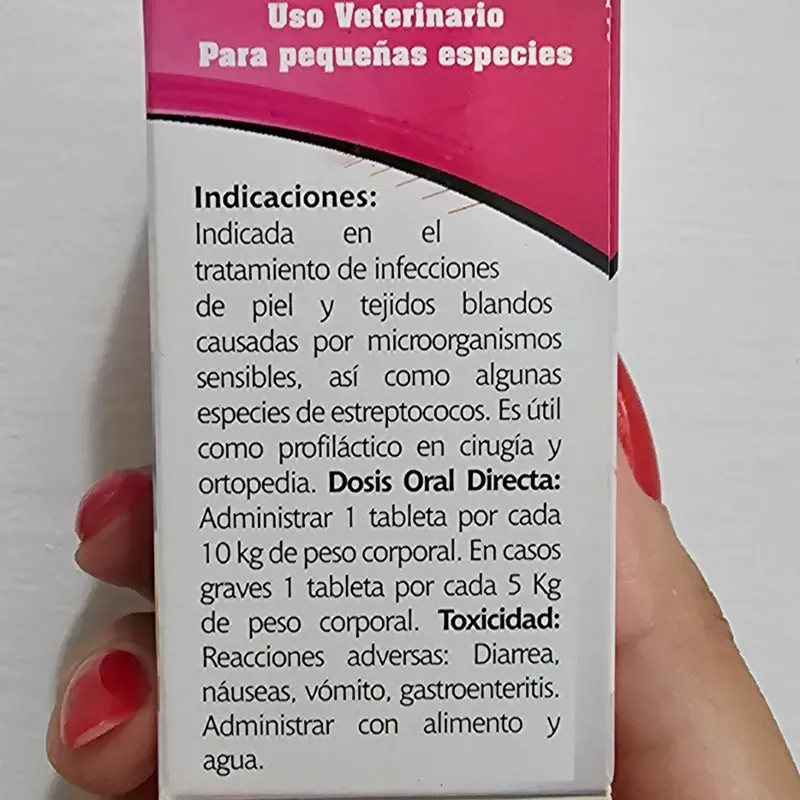 Uso Veterinario
Para pequeñas especies
Indicaciones:
Indicada en el
tratamiento de infecciones
de piel y tejidos blandos
causadas por microorganismos
sensibles, así como algunas
especies de estreptococos. Es útil
como profiláctico en cirugía y
ortopedia. Dosis Oral Directa:
Administrar 1 tableta por cada
10 kg de peso corporal. En casos
graves 1 tableta por cada 5 Kg
de peso corporal. Toxicidad:
Reacciones adversas: Diarrea,
náuseas, vómito, gastroenteritis.
Administrar con alimento y
agua.